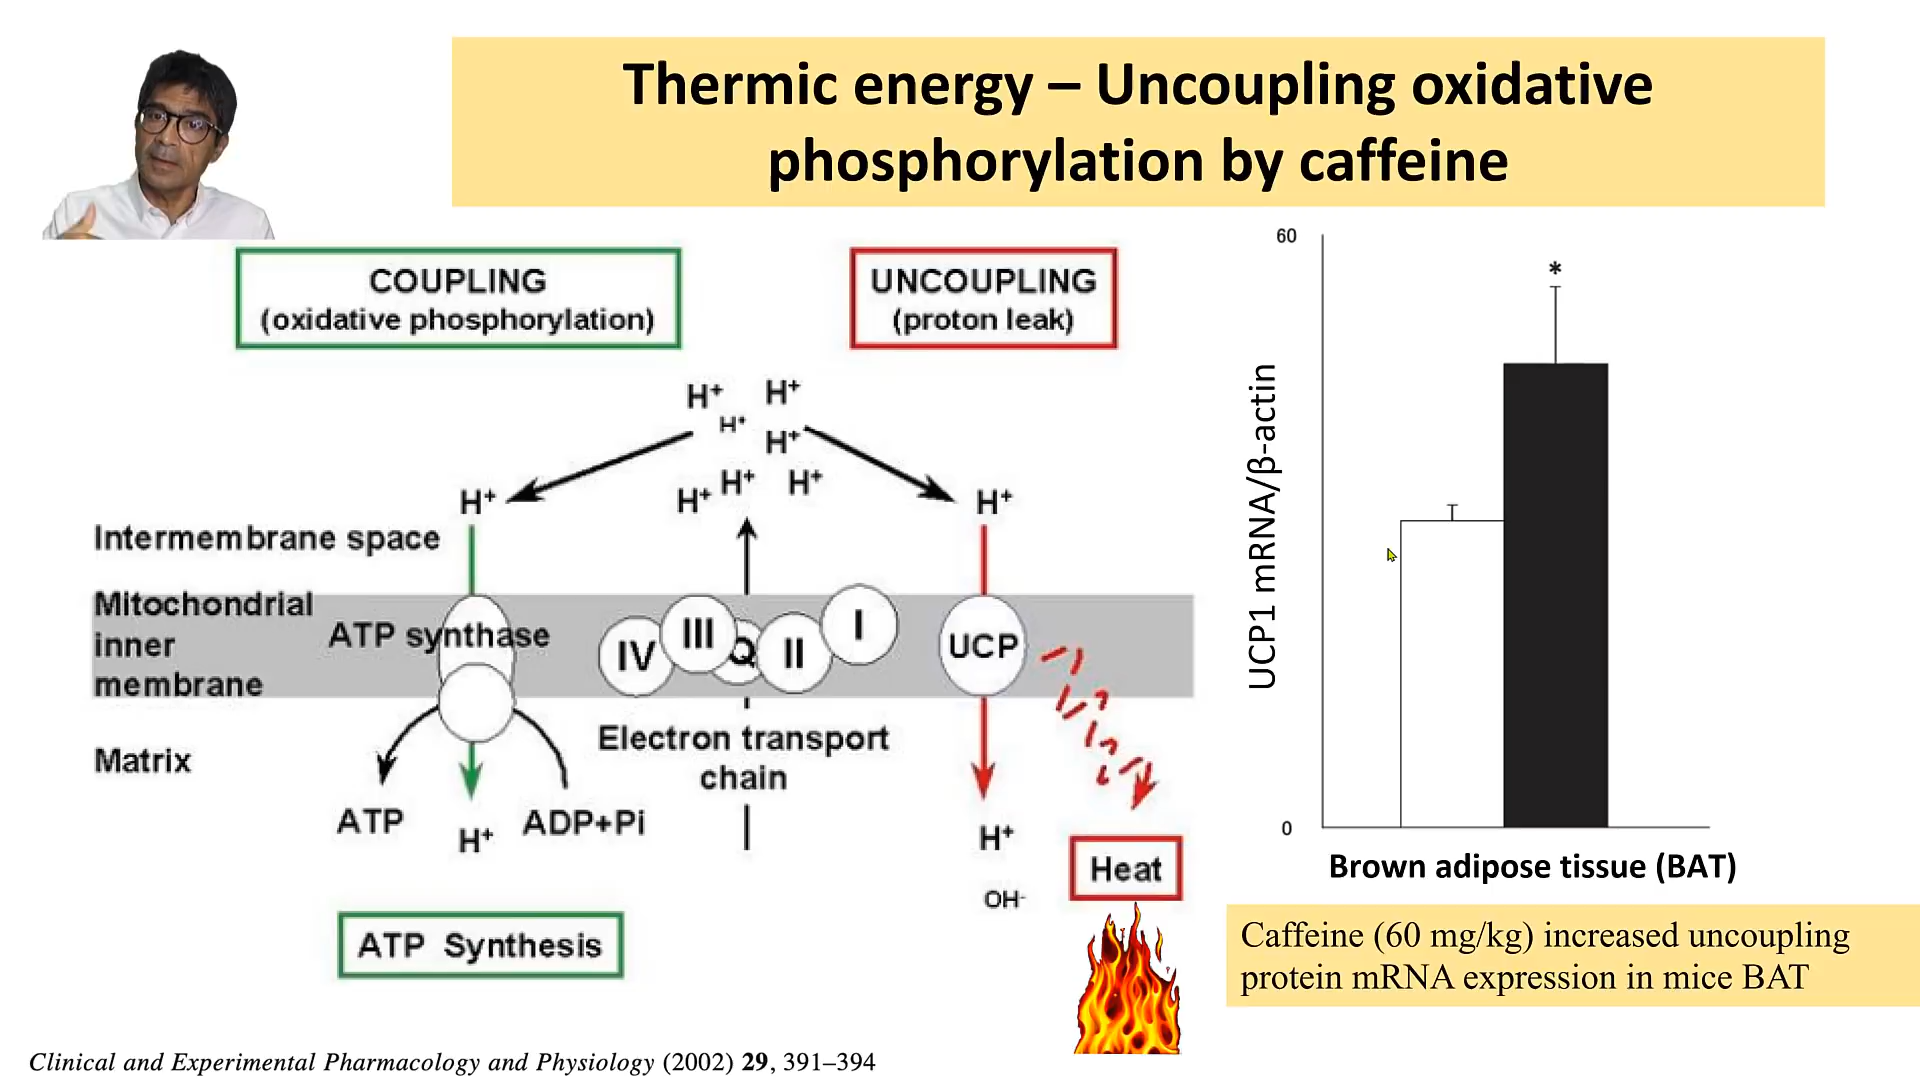 Thermic energy – Uncoupling oxidative
phosphorylation by caffeine
COUPLING
(oxidative phosphorylation)
UNCOUPLING
(proton leak)
H⁺ H⁺
H⁺
H⁺
H⁺ H⁺ H⁺
H⁺
H⁺
Intermembrane space
Mitochondrial
inner
membrane
ATP synthase
IV III Q II I
UCP
Matrix
Electron transport
chain
ATP
H⁺
ADP+Pi
H⁺
OH⁻
Heat
ATP Synthesis
60
*
UCP1 mRNA/β-actin
0
Brown adipose tissue (BAT)
Caffeine (60 mg/kg) increased uncoupling
protein mRNA expression in mice BAT
Clinical and Experimental Pharmacology and Physiology (2002) 29, 391–394